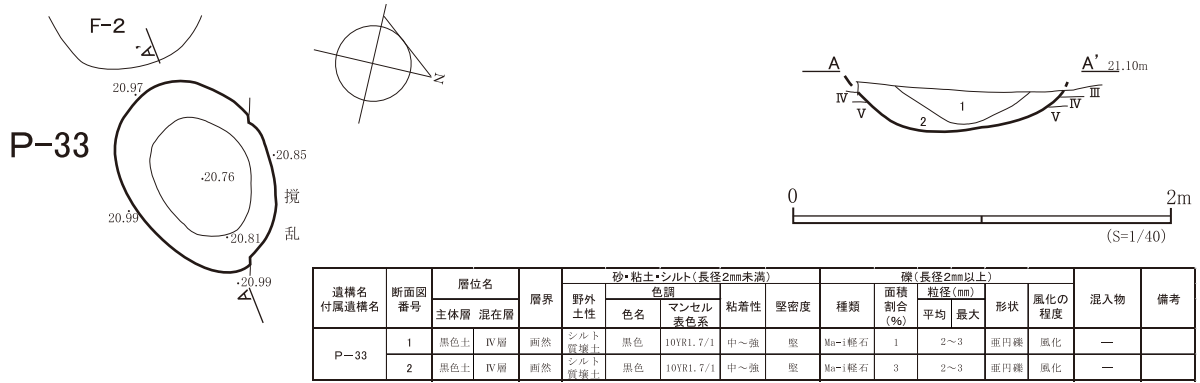 F-2
A'
20.97
P-33
20.85
20.76
20.99
撹
乱
20.81
20.99
A
N
A
A' 21.10m
Ⅳ
Ⅴ
1
2
Ⅲ
Ⅳ
Ⅴ
0 2m
(S=1/40)
遺構名 付属遺構名 断面図番号 層位名 層界 砂・粘土・シルト(長径2㎜未満) 礫(長径2㎜以上) 混入物 備考
主体層 混在層 野外土性 色調 粘着性 堅密度 種類 面積割合(%) 粒径(㎜) 形状 風化の程度
色名 マンセル表色系 平均 最大
P-33 1 黒色土 Ⅳ層 画然 シルト質壌土 黒色 10YR1.7/1 中~強 堅 Ma-i軽石 1 2~3 亜円礫 風化 ―
2 黒色土 Ⅳ層 画然 シルト質壌土 黒色 10YR1.7/1 中~強 堅 Ma-i軽石 3 2~3 亜円礫 風化 ―